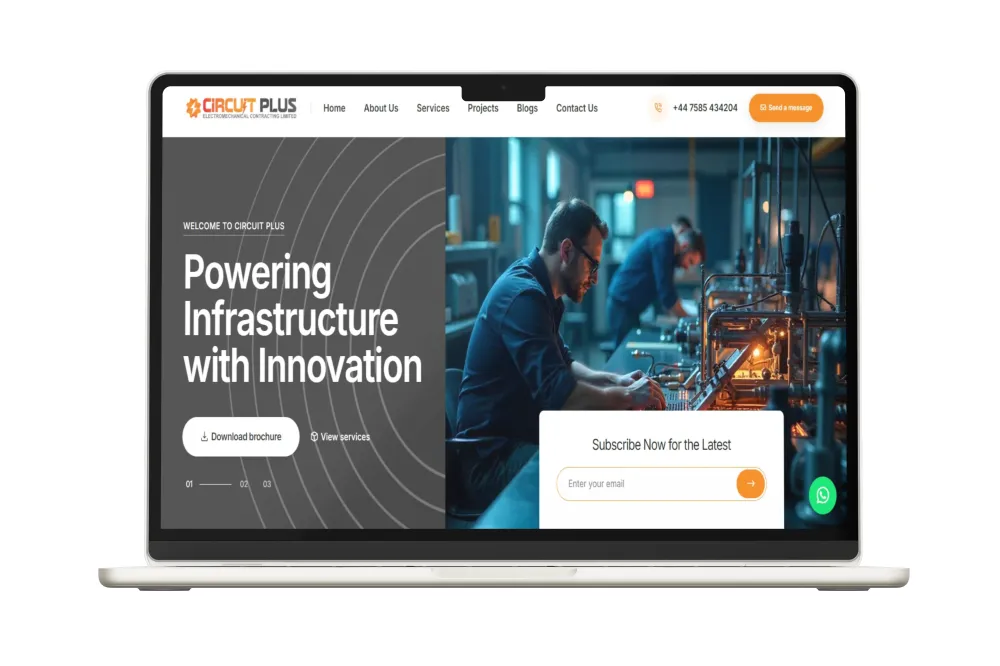 CIRCUIT PLUS
ELECTROMECHANICAL CONTRACTING LIMITED
Home About Us Services Projects Blogs Contact Us
+44 7585 434204
Send a message
WELCOME TO CIRCUIT PLUS
Powering
Infrastructure
with Innovation
Download brochure
View services
01 02 03
Subscribe Now for the Latest
Enter your email